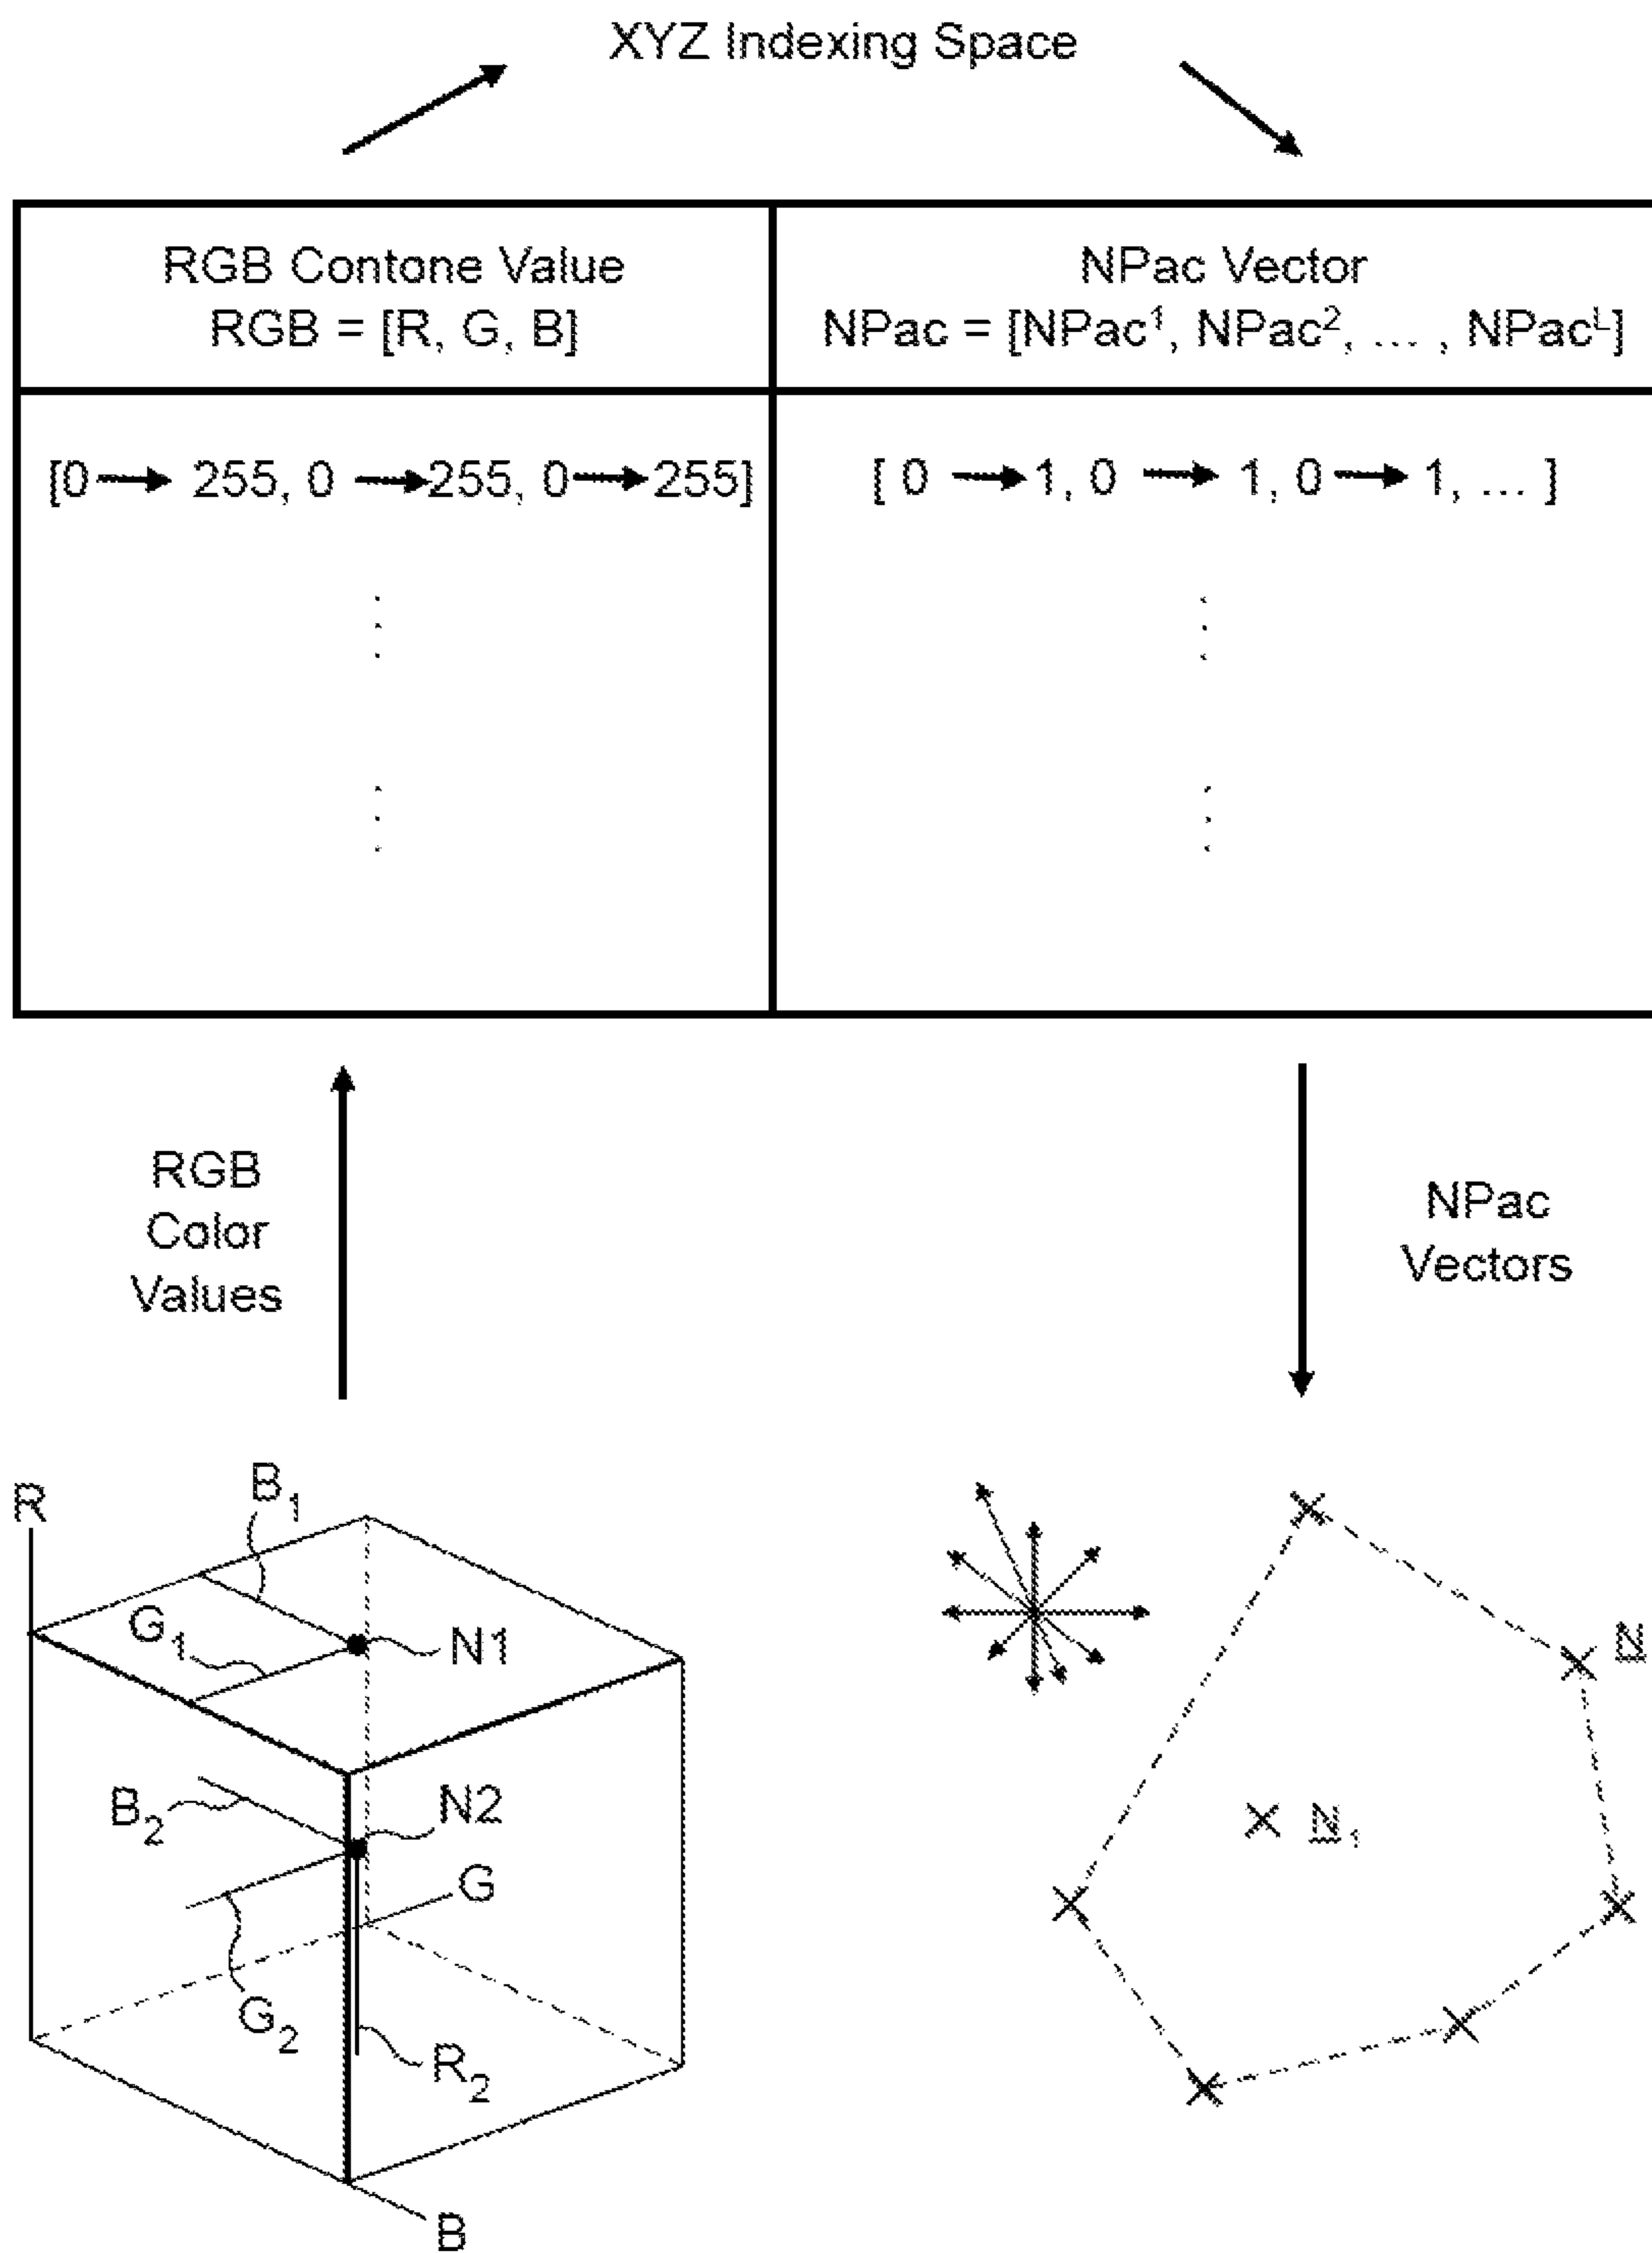 XYZ Indexing Space
RGB Contone Value
RGB = [R, G, B]
NPac Vector
NPac = [NPac¹, NPac², ... , NPacᴸ]
[0 → 255, 0 → 255, 0 → 255]
[ 0 → 1, 0 → 1, 0 → 1, ... ]
RGB
Color
Values
NPac
Vectors
R
B₁
G₁
N1
B₂
N2
G
G₂
R₂
B
N
N₁